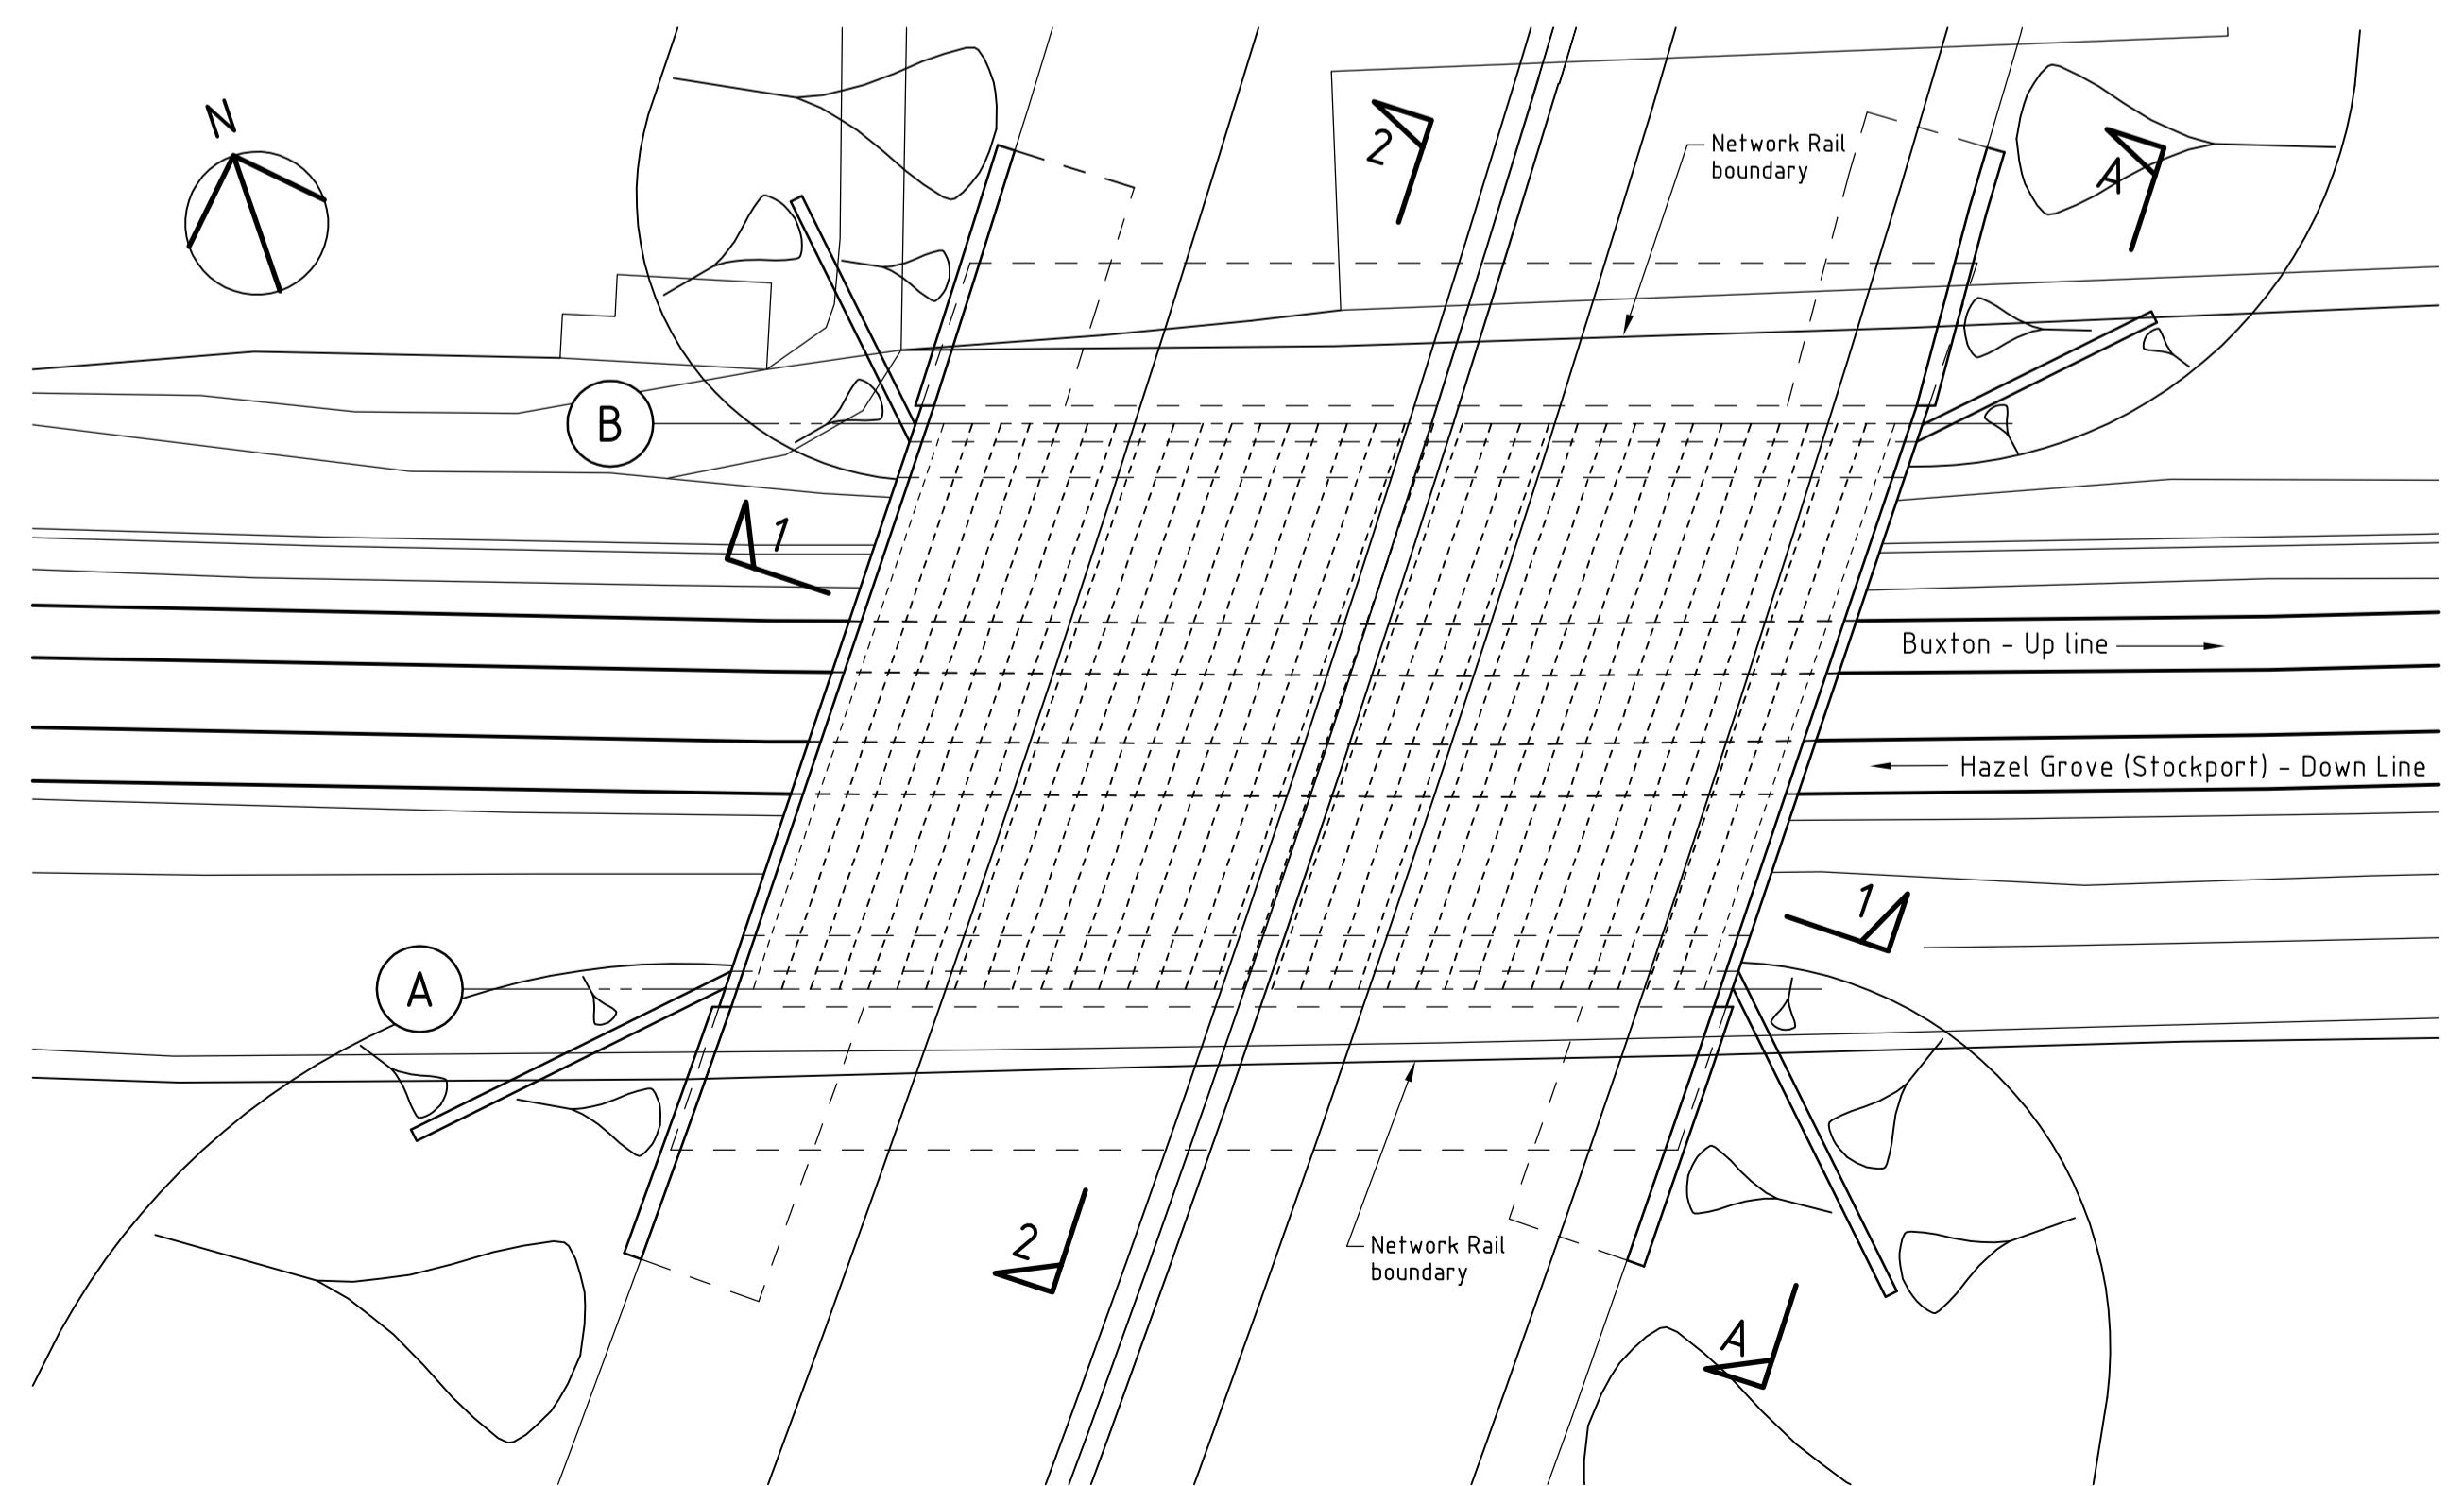 N
2
Network Rail
boundary
A
B
1
Buxton - Up line
Hazel Grove (Stockport) - Down Line
1
A
2
Network Rail
boundary
A